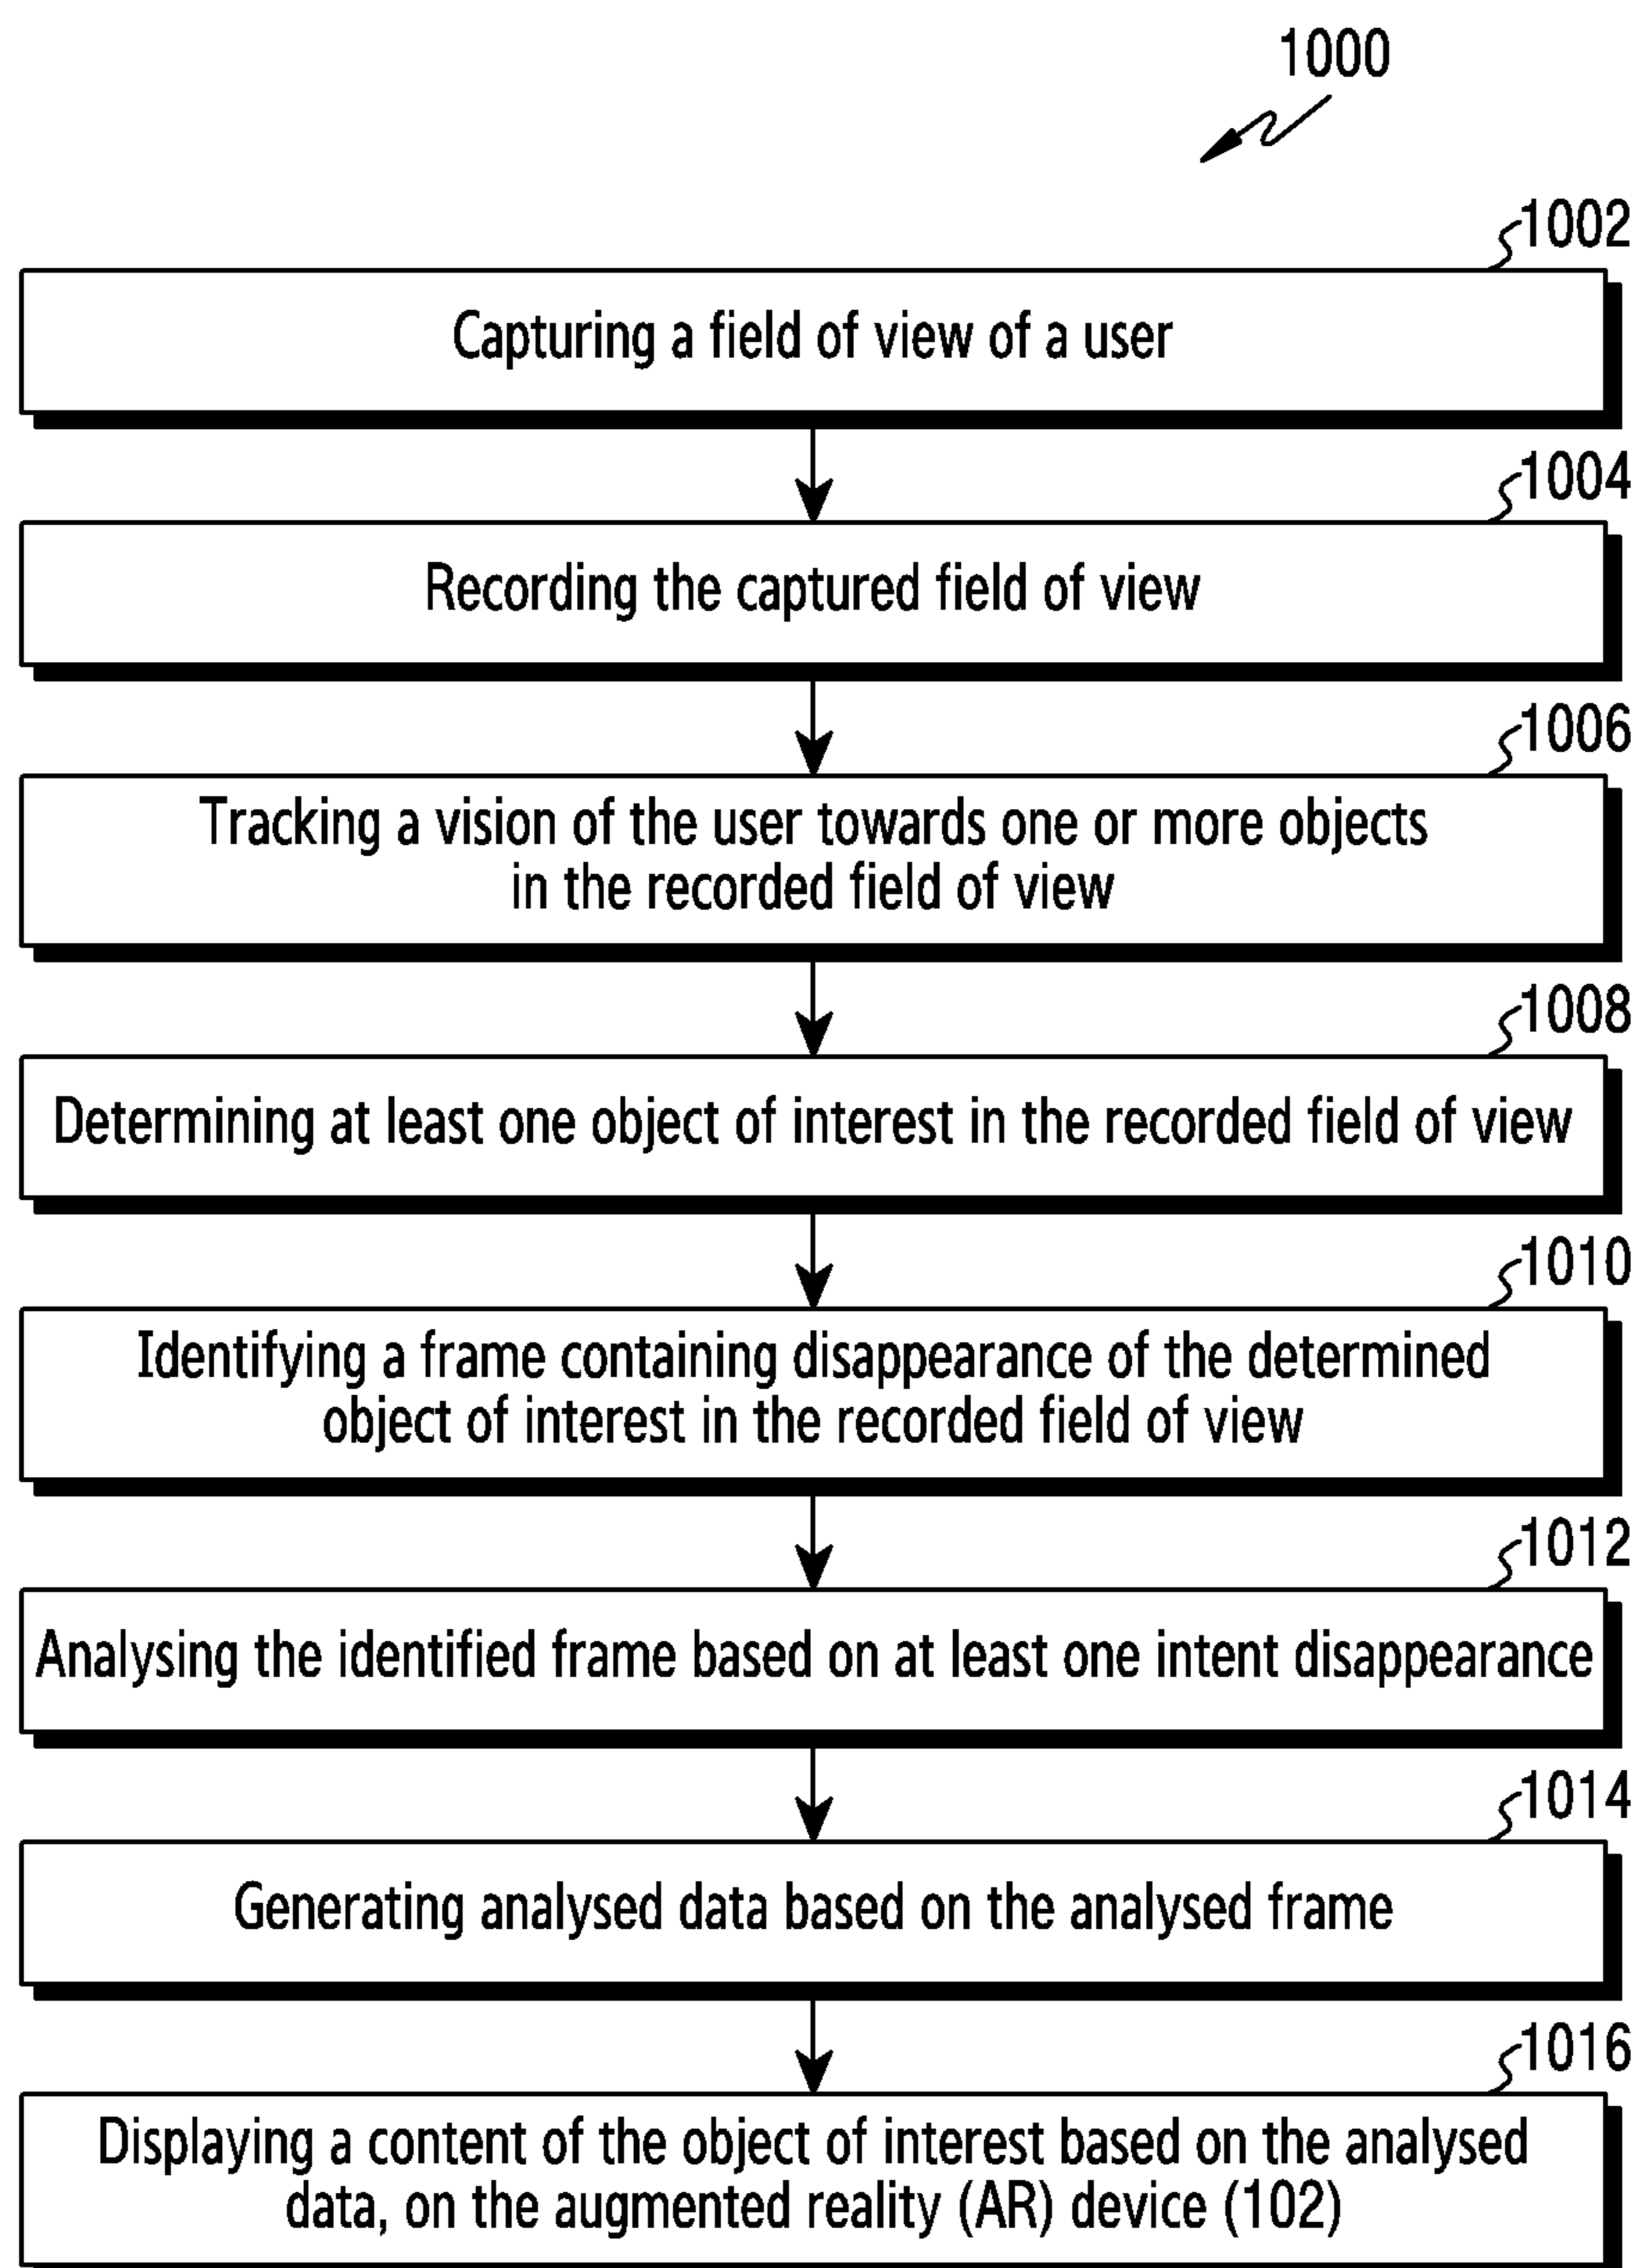 1000
1002
Capturing a field of view of a user
1004
Recording the captured field of view
1006
Tracking a vision of the user towards one or more objects
in the recorded field of view
1008
Determining at least one object of interest in the recorded field of view
1010
Identifying a frame containing disappearance of the determined
object of interest in the recorded field of view
1012
Analysing the identified frame based on at least one intent disappearance
1014
Generating analysed data based on the analysed frame
1016
Displaying a content of the object of interest based on the analysed
data, on the augmented reality (AR) device (102)